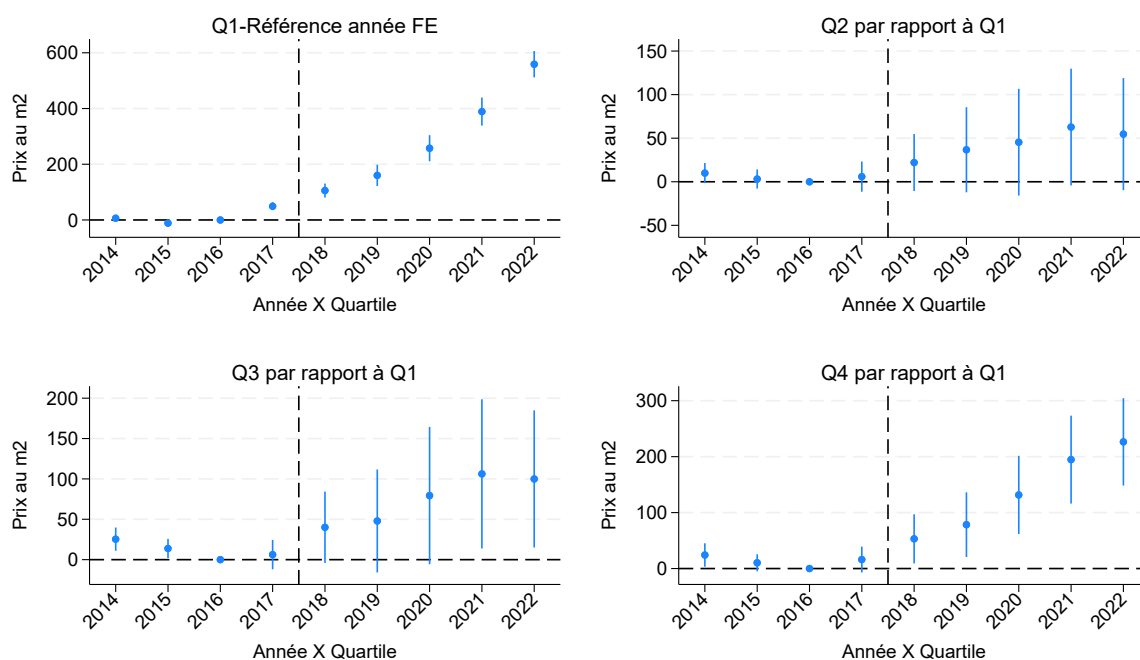 Q1-Référence année FE
Prix au m2
600
400
200
0
2014 2015 2016 2017 2018 2019 2020 2021 2022
Année X Quartile
Q2 par rapport à Q1
Prix au m2
150
100
50
0
-50
2014 2015 2016 2017 2018 2019 2020 2021 2022
Année X Quartile
Q3 par rapport à Q1
Prix au m2
200
150
100
50
0
2014 2015 2016 2017 2018 2019 2020 2021 2022
Année X Quartile
Q4 par rapport à Q1
Prix au m2
300
200
100
0
2014 2015 2016 2017 2018 2019 2020 2021 2022
Année X Quartile